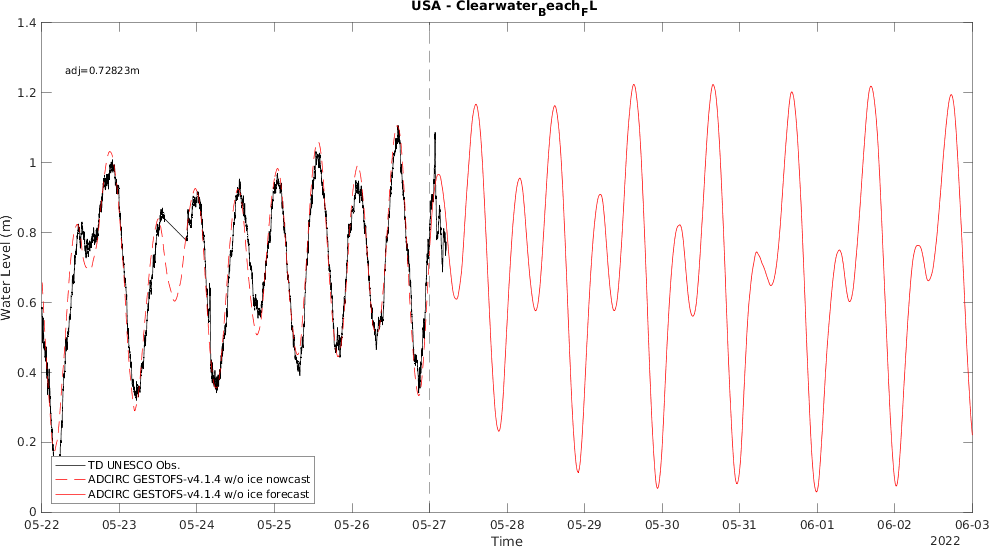 USA - Clearwater_Beach_FL
1.4
adj=0.72823m
1.2
1
0.8
0.6
0.4
0.2
0
Water Level (m)
TD UNESCO Obs.
ADCIRC GESTOFS-v4.1.4 w/o ice nowcast
ADCIRC GESTOFS-v4.1.4 w/o ice forecast
05-22 05-23 05-24 05-25 05-26 05-27 05-28 05-29 05-30 05-31 06-01 06-02 06-03
Time
2022